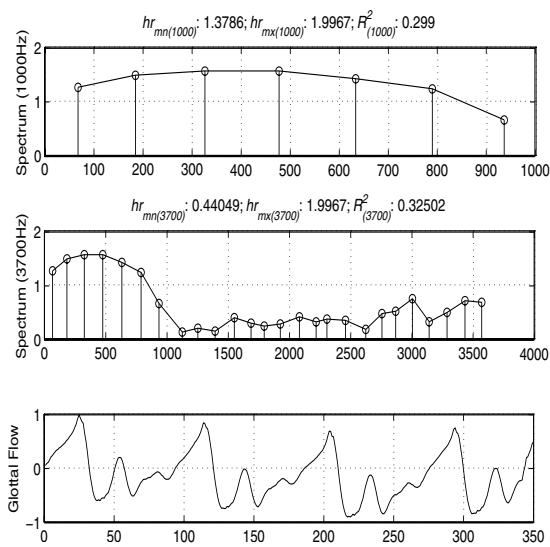 hr_mn(1000): 1.3786; hr_mx(1000): 1.9967; R²_(1000): 0.299
Spectrum (1000Hz)
2
1
0
0 100 200 300 400 500 600 700 800 900 1000
hr_mn(3700): 0.44049; hr_mx(3700): 1.9967; R²_(3700): 0.32502
Spectrum (3700Hz)
2
1
0
0 500 1000 1500 2000 2500 3000 3500 4000
Glottal Flow
1
0
−1
0 50 100 150 200 250 300 350